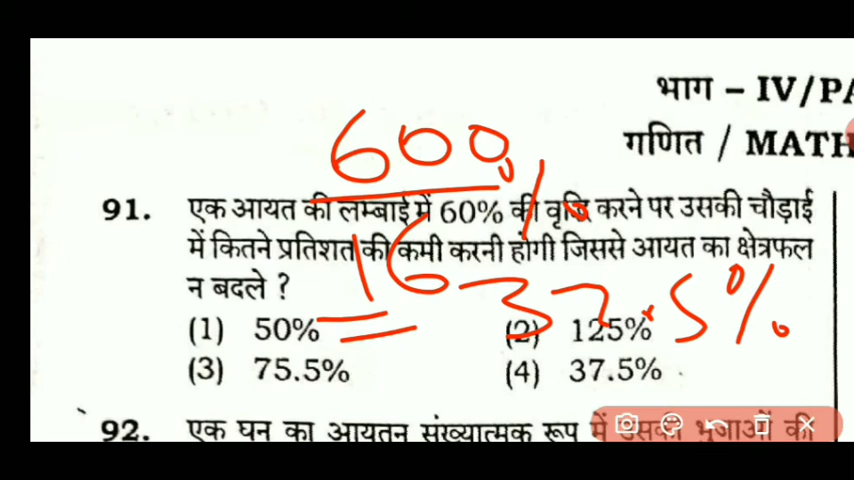 भाग – IV/PA
गणित / MATH
600 %
91. एक आयत की लम्बाई में 60% की वृद्धि करने पर उसकी चौड़ाई
में कितने प्रतिशत की कमी करनी होगी जिससे आयत का क्षेत्रफल
न बदले ?
16
= 37.5%
(1) 50% (2) 125%
(3) 75.5% (4) 37.5%
92. एक घन का आयतन संख्यात्मक रूप में उसकी भुजाओं की